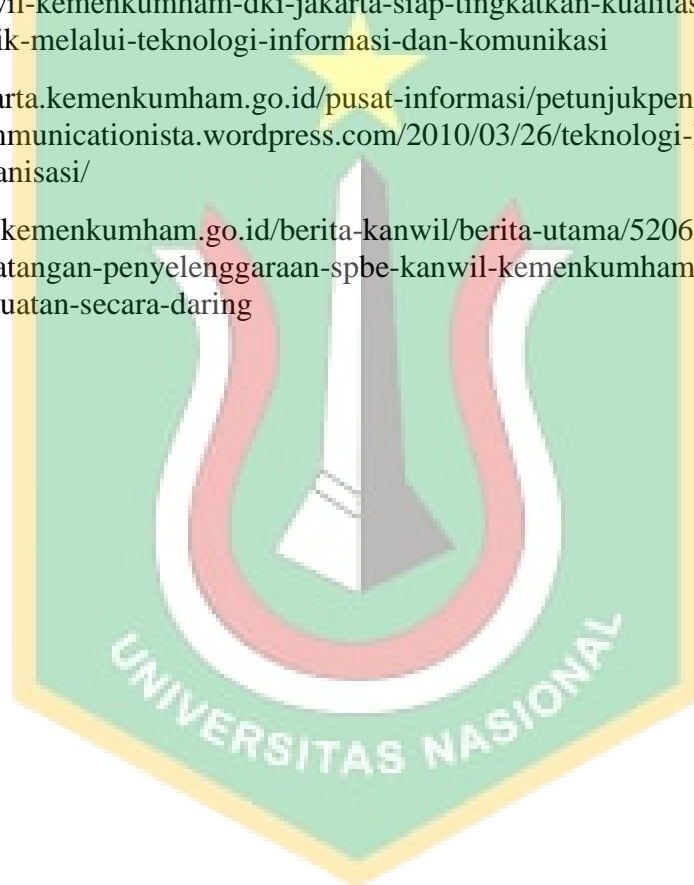 vil-kemenkumham-dki-jakarta-siap-tingkatkan-kualitas
ik-melalui-teknologi-informasi-dan-komunikasi
arta.kemenkumham.go.id/pusat-informasi/petunjukpen
municationista.wordpress.com/2010/03/26/teknologi-
anisasi/
kemenkumham.go.id/berita-kanwil/berita-utama/5206
atangan-penyelenggaraan-spbe-kanwil-kemenkumham
uatan-secara-daring
UNIVERSITAS NASIONAL